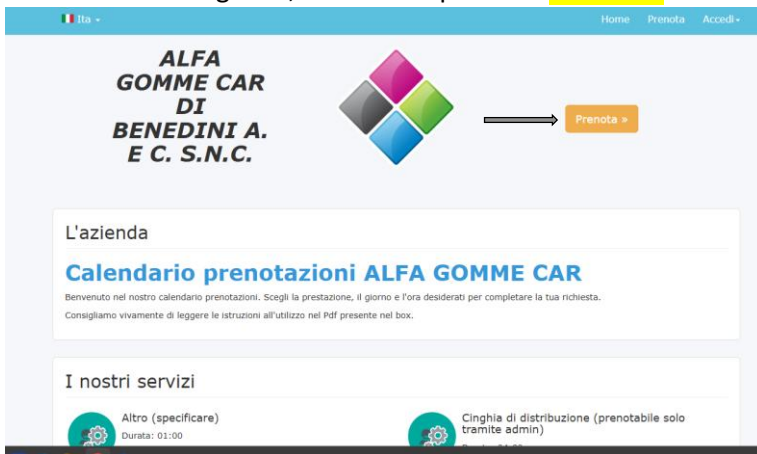 Ita
Home Prenota Accedi
ALFA
GOMME CAR
DI
BENEDINI A.
E C. S.N.C.
Prenota »
L'azienda
Calendario prenotazioni ALFA GOMME CAR
Benvenuto nel nostro calendario prenotazioni. Scegli la prestazione, il giorno e l'ora desiderati per completare la tua richiesta.
Consigliamo vivamente di leggere le istruzioni all'utilizzo nel Pdf presente nel box.
I nostri servizi
Altro (specificare)
Durata: 01:00
Cinghia di distribuzione (prenotabile solo
tramite admin)